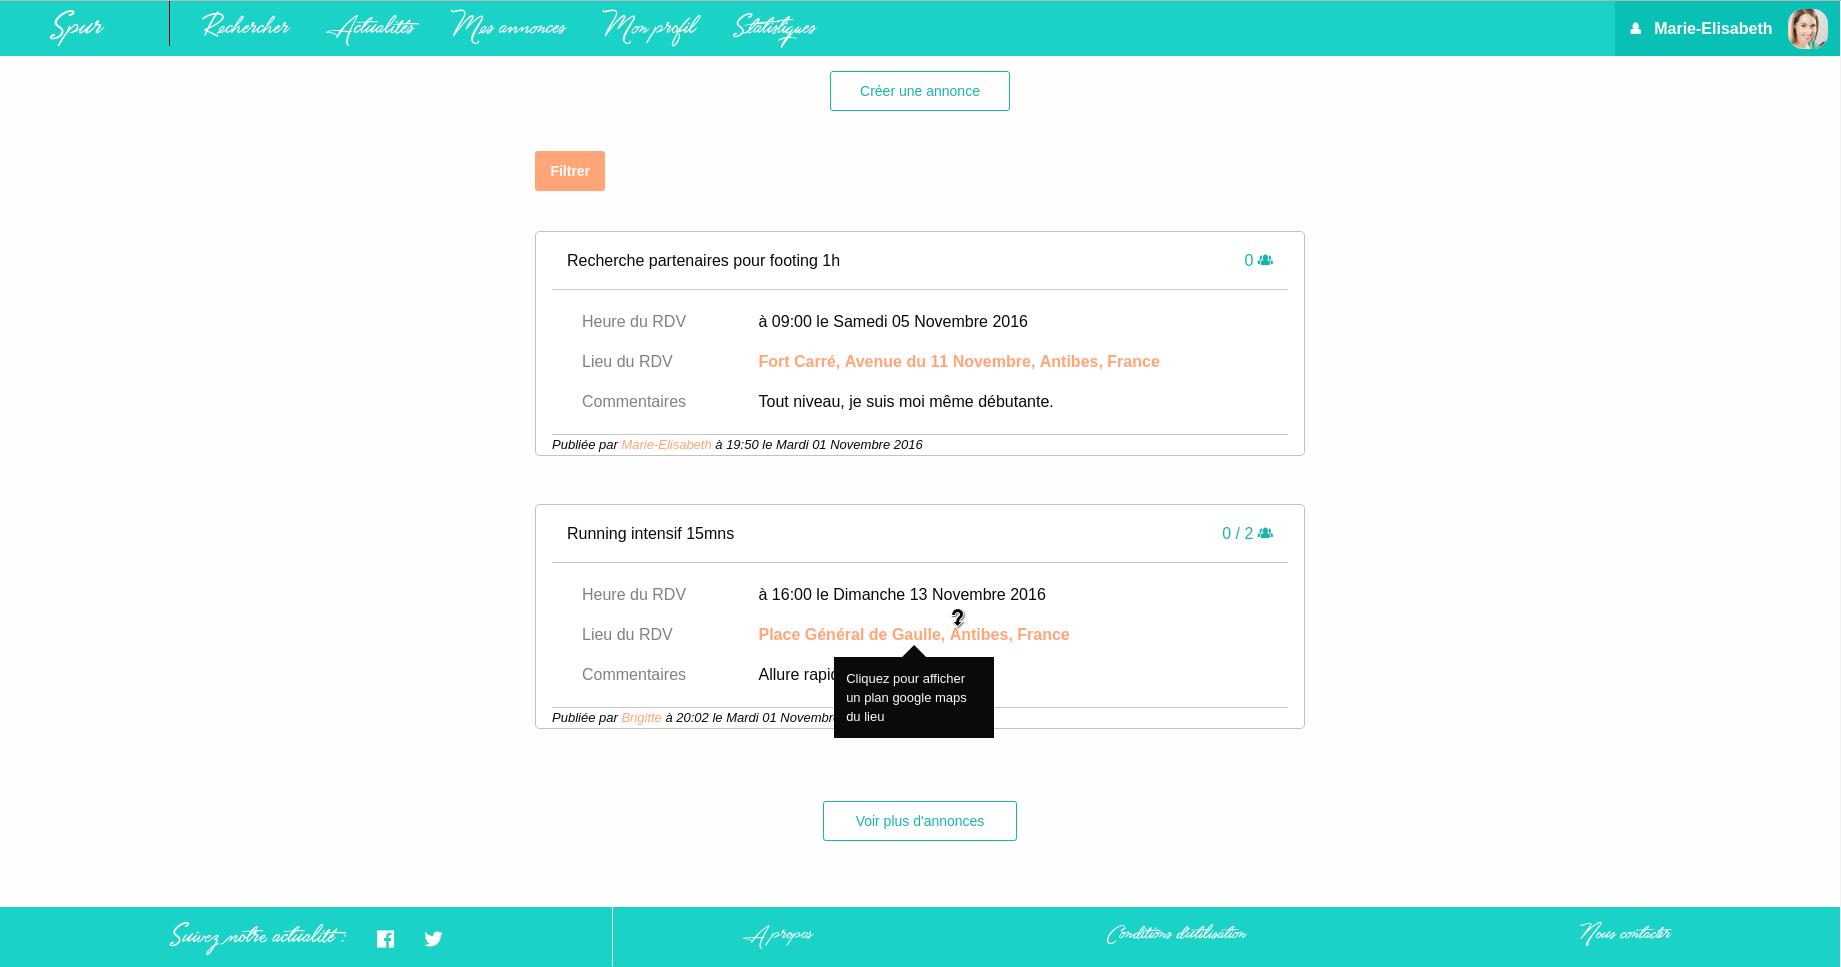 Spur Rechercher Actualités Mes annonces Mon profil Statistiques Marie-Elisabeth
Créer une annonce
Filtrer
Recherche partenaires pour footing 1h 0
Heure du RDV à 09:00 le Samedi 05 Novembre 2016
Lieu du RDV Fort Carré, Avenue du 11 Novembre, Antibes, France
Commentaires Tout niveau, je suis moi même débutante.
Publiée par Marie-Elisabeth à 19:50 le Mardi 01 Novembre 2016
Running intensif 15mns 0 / 2
Heure du RDV à 16:00 le Dimanche 13 Novembre 2016
Lieu du RDV Place Général de Gaulle, Antibes, France
Commentaires Allure
Cliquez pour afficher
un plan google maps
du lieu
Publiée par Brigitte à 20:02 le Mardi 01
Voir plus d'annonces
Suivez notre actualité : A propos Conditions d'utilisation Nous contacter